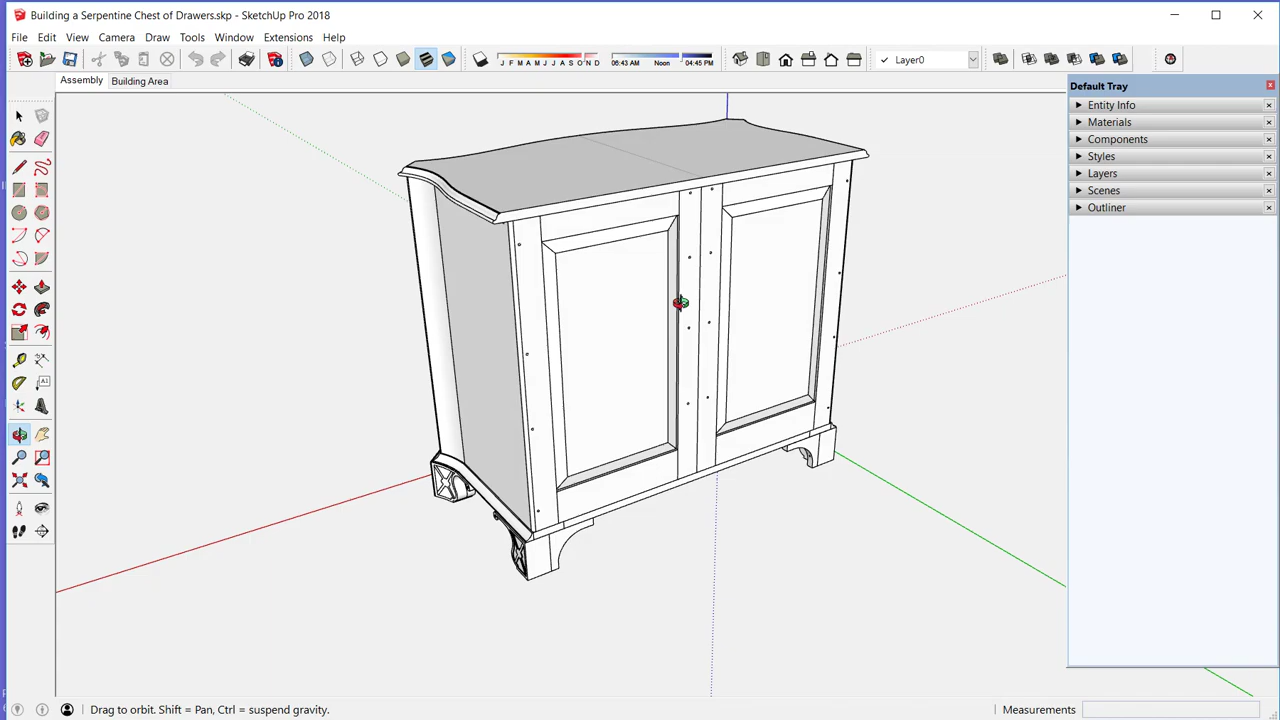 Building a Serpentine Chest of Drawers.skp - SketchUp Pro 2018
File Edit View Camera Draw Tools Window Extensions Help
J F M A M J J A S O N D
06:43 AM Noon 04:45 PM
Layer0
Assembly Building Area
Default Tray
Entity Info
Materials
Components
Styles
Layers
Scenes
Outliner
A1
Drag to orbit. Shift = Pan, Ctrl = suspend gravity.
Measurements